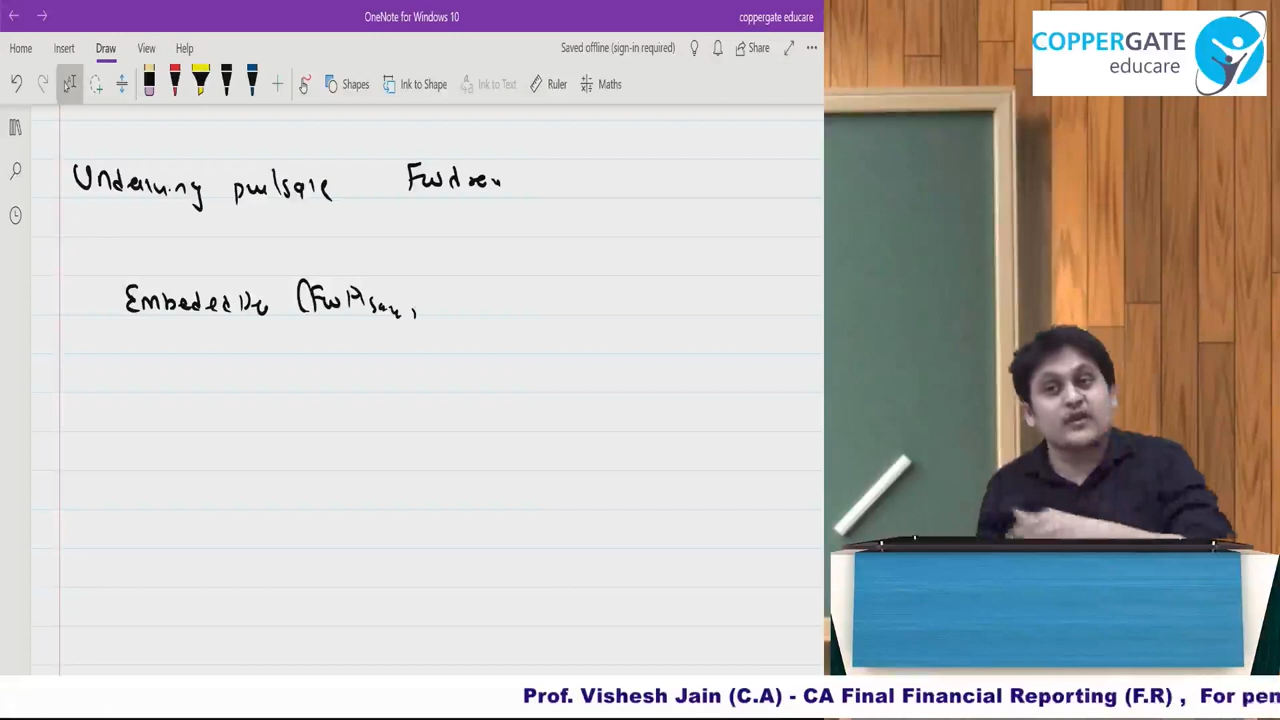 OneNote for Windows 10
coppergate educare
Home Insert Draw View Help
Saved offline (sign-in required)
Share
Shapes
Ink to Shape
Ink to Text
Ruler
Maths
COPPERGATE
educare
Prof. Vishesh Jain (C.A) - CA Final Financial Reporting (F.R) , For pen